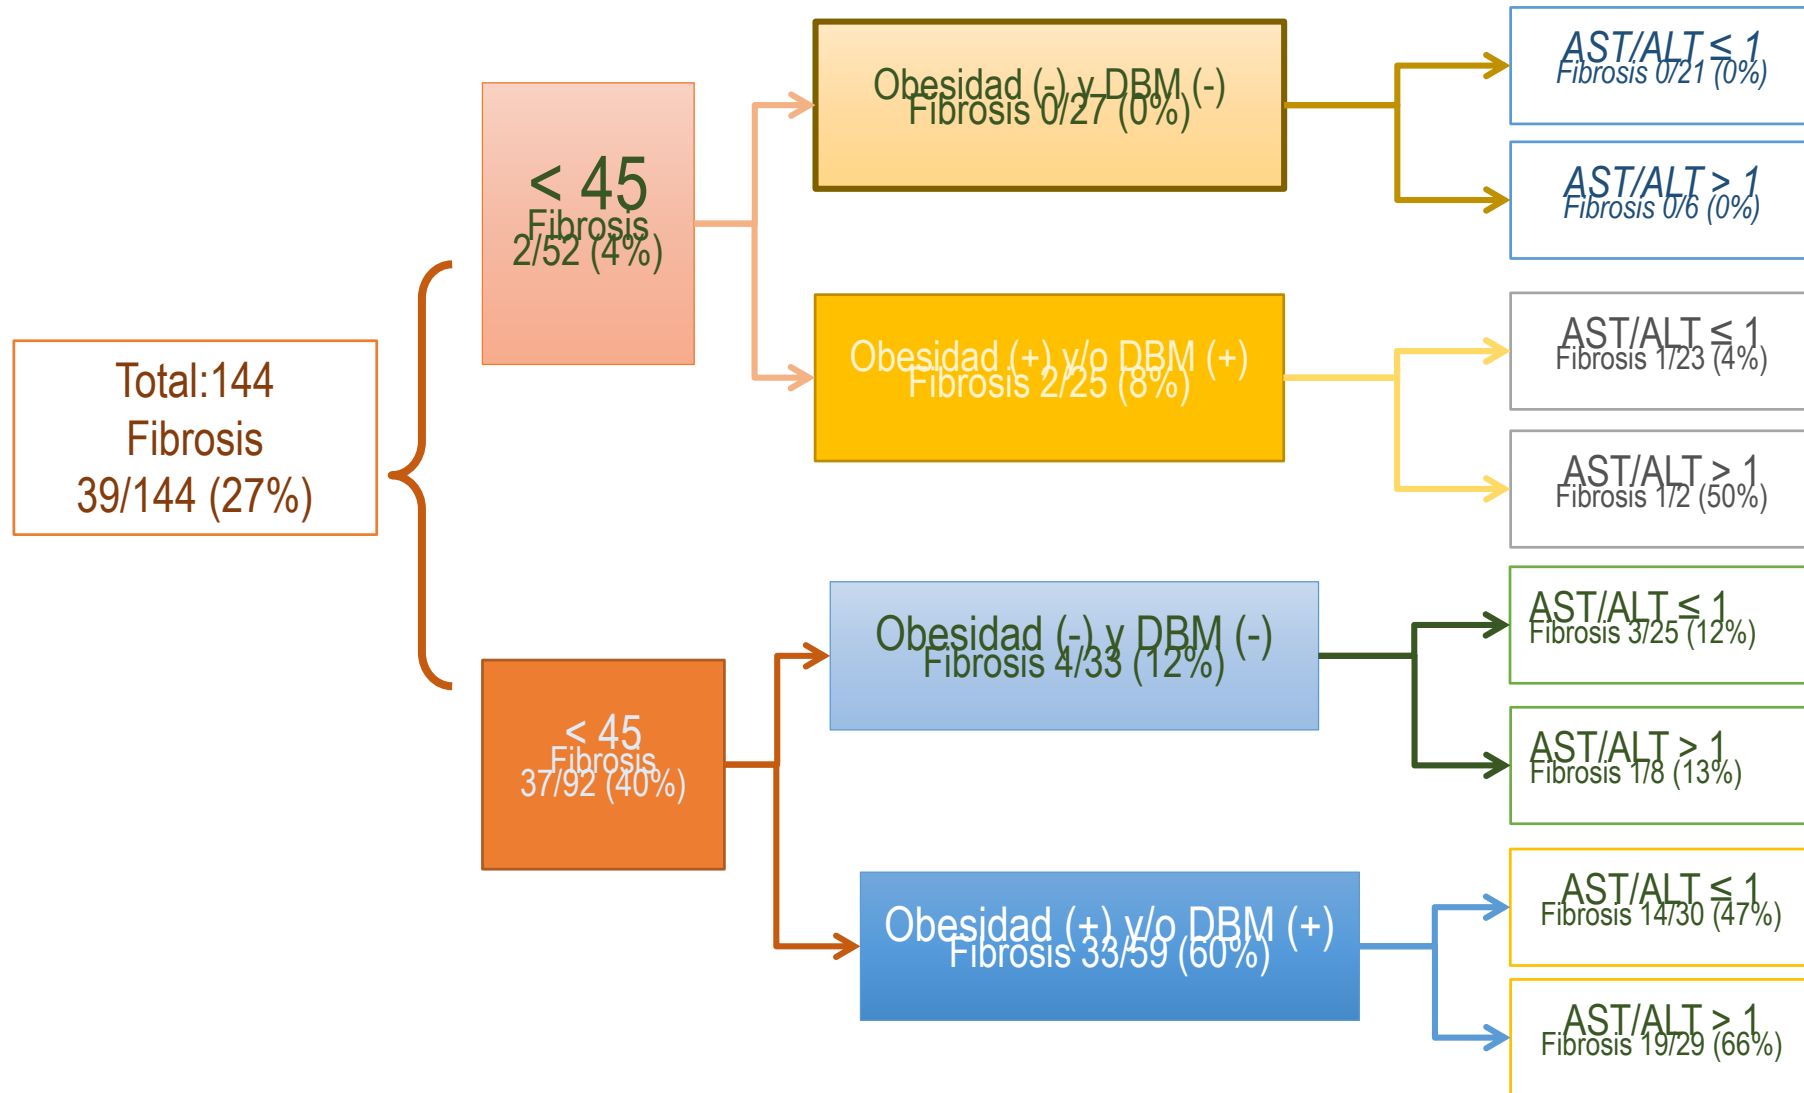 Total:144
Fibrosis
39/144 (27%)
< 45
Fibrosis
2/52 (4%)
Obesidad (-) y DBM (-)
Fibrosis 0/27 (0%)
AST/ALT ≤ 1
Fibrosis 0/21 (0%)
AST/ALT > 1
Fibrosis 0/6 (0%)
Obesidad (+) y/o DBM (+)
Fibrosis 2/25 (8%)
AST/ALT ≤ 1
Fibrosis 1/23 (4%)
AST/ALT > 1
Fibrosis 1/2 (50%)
< 45
Fibrosis
37/92 (40%)
Obesidad (-) y DBM (-)
Fibrosis 4/33 (12%)
AST/ALT ≤ 1
Fibrosis 3/25 (12%)
AST/ALT > 1
Fibrosis 1/8 (13%)
Obesidad (+) y/o DBM (+)
Fibrosis 33/59 (60%)
AST/ALT ≤ 1
Fibrosis 14/30 (47%)
AST/ALT > 1
Fibrosis 19/29 (66%)